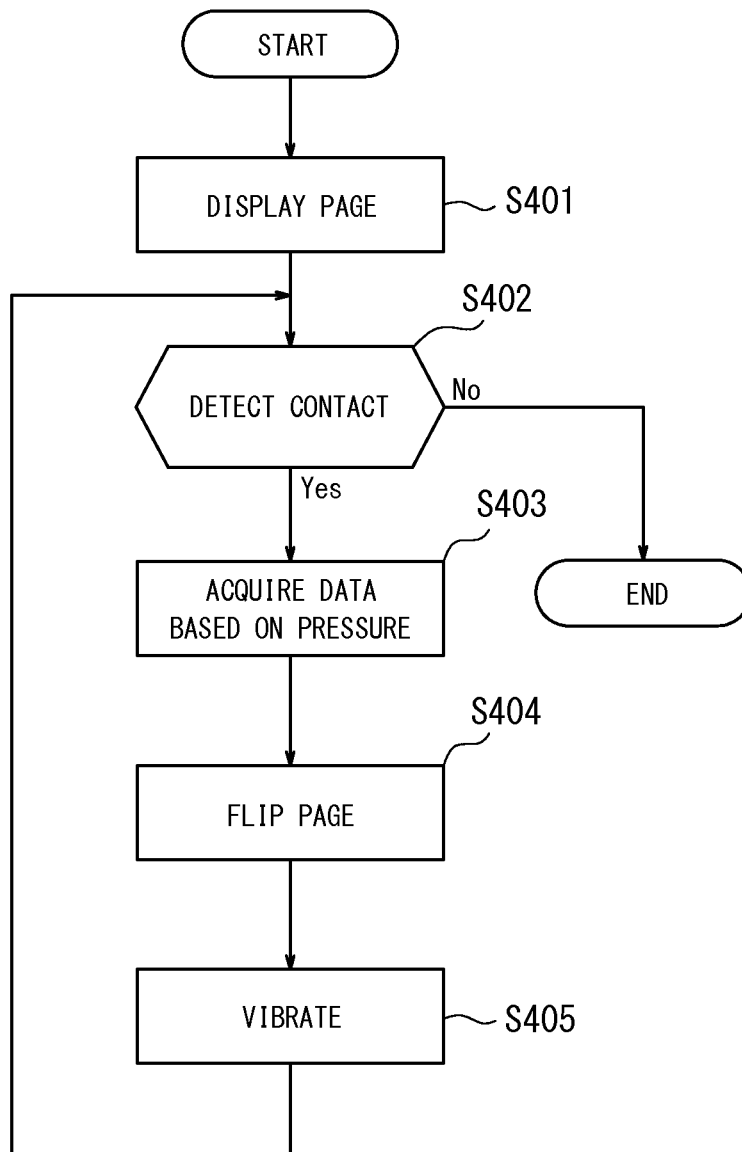 START
DISPLAY PAGE
S401
S402
DETECT CONTACT
No
Yes
S403
ACQUIRE DATA
BASED ON PRESSURE
END
S404
FLIP PAGE
VIBRATE
S405